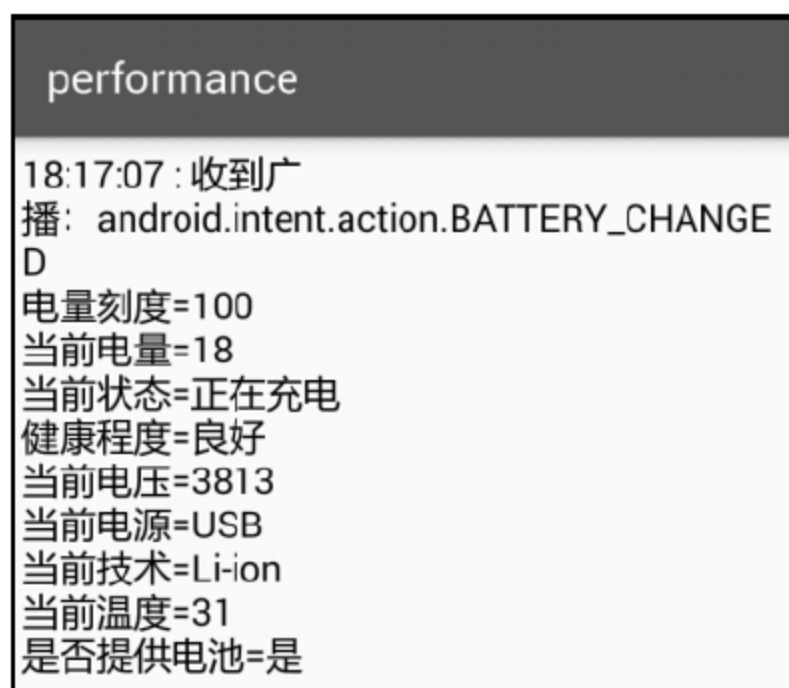 performance
18:17:07 : 收到广
播：android.intent.action.BATTERY_CHANGE
D
电量刻度=100
当前电量=18
当前状态=正在充电
健康程度=良好
当前电压=3813
当前电源=USB
当前技术=Li-ion
当前温度=31
是否提供电池=是